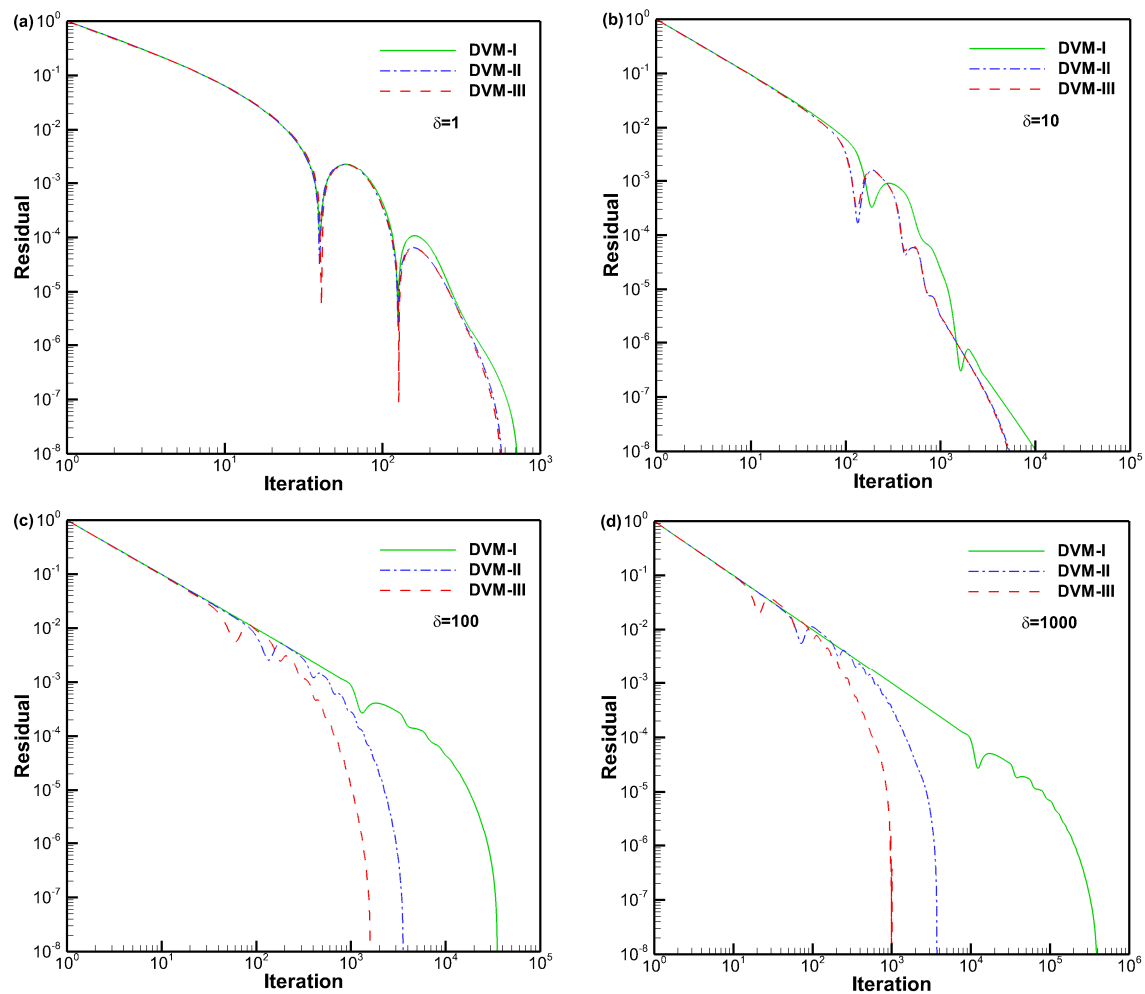 (a)
10^0
10^-1
10^-2
10^-3
10^-4
10^-5
10^-6
10^-7
10^-8
Residual
DVM-I
DVM-II
DVM-III
δ=1
10^0 10^1 10^2 10^3
Iteration
(b)
10^0
10^-1
10^-2
10^-3
10^-4
10^-5
10^-6
10^-7
10^-8
Residual
DVM-I
DVM-II
DVM-III
δ=10
10^0 10^1 10^2 10^3 10^4 10^5
Iteration
(c)
10^0
10^-1
10^-2
10^-3
10^-4
10^-5
10^-6
10^-7
10^-8
Residual
DVM-I
DVM-II
DVM-III
δ=100
10^0 10^1 10^2 10^3 10^4 10^5
Iteration
(d)
10^0
10^-1
10^-2
10^-3
10^-4
10^-5
10^-6
10^-7
10^-8
Residual
DVM-I
DVM-II
DVM-III
δ=1000
10^0 10^1 10^2 10^3 10^4 10^5 10^6
Iteration